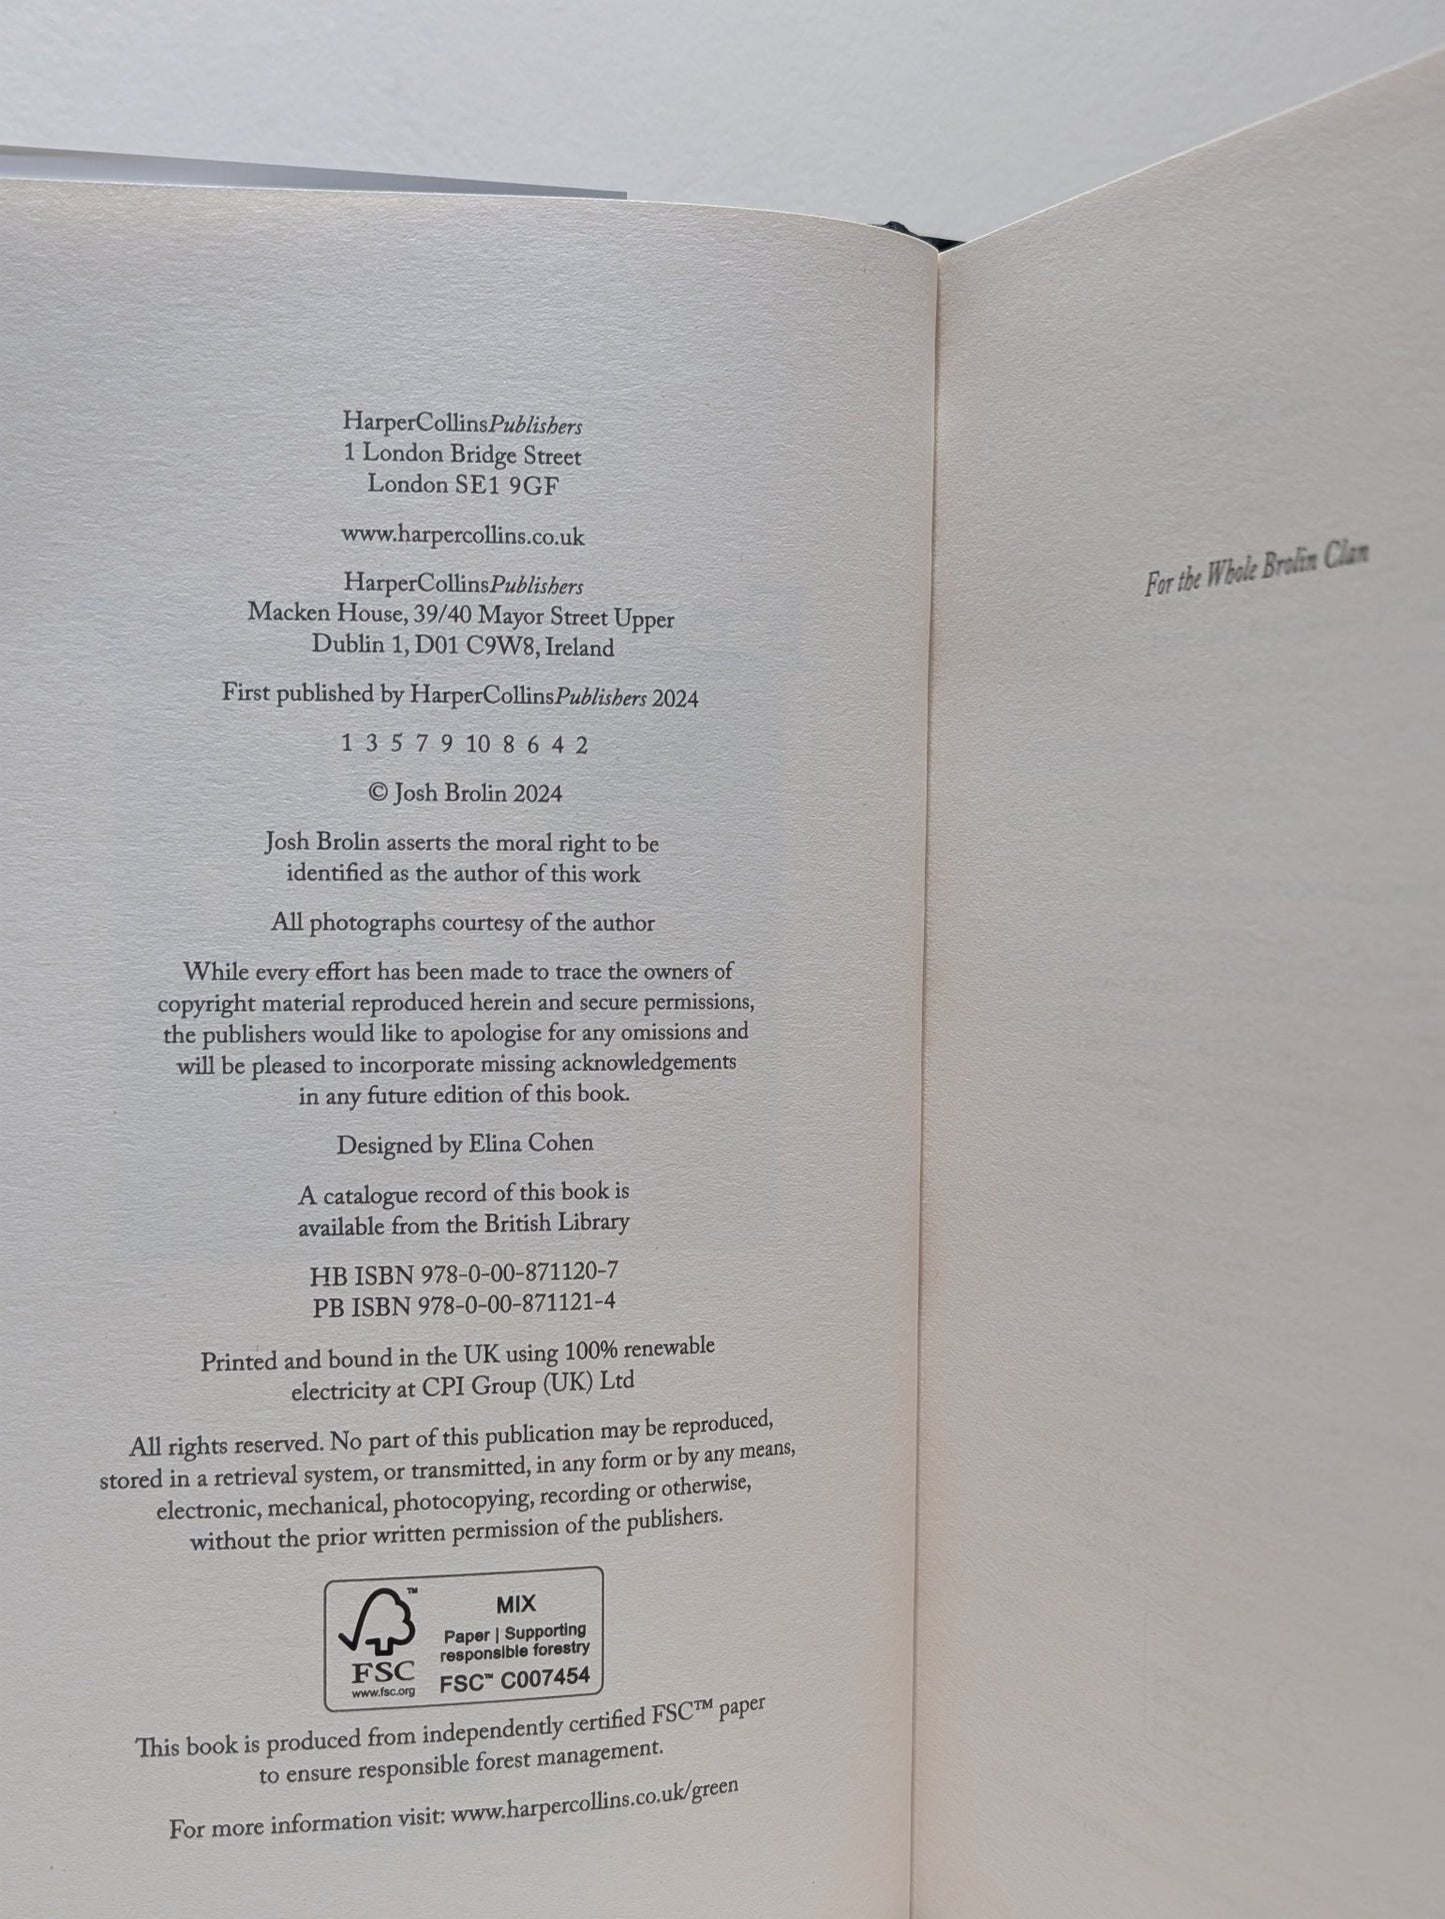 HarperCollinsPublishers
1 London Bridge Street
London SE1 9GF
www.harpercollins.co.uk
HarperCollinsPublishers
Macken House, 39/40 Mayor Street Upper
Dublin 1, D01 C9W8, Ireland
First published by HarperCollinsPublishers 2024
1 3 5 7 9 10 8 6 4 2
© Josh Brolin 2024
Josh Brolin asserts the moral right to be
identified as the author of this work
All photographs courtesy of the author
While every effort has been made to trace the owners of
copyright material reproduced herein and secure permissions,
the publishers would like to apologise for any omissions and
will be pleased to incorporate missing acknowledgements
in any future edition of this book.
Designed by Elina Cohen
A catalogue record of this book is
available from the British Library
HB ISBN 978-0-00-871120-7
PB ISBN 978-0-00-871121-4
Printed and bound in the UK using 100% renewable
electricity at CPI Group (UK) Ltd
All rights reserved. No part of this publication may be reproduced,
stored in a retrieval system, or transmitted, in any form or by any means,
electronic, mechanical, photocopying, recording or otherwise,
without the prior written permission of the publishers.
TM
FSC
www.fsc.org
MIX
Paper | Supporting
responsible forestry
FSC™ C007454
This book is produced from independently certified FSC™ paper
to ensure responsible forest management.
For more information visit: www.harpercollins.co.uk/green
For the Whole Brolin Clan